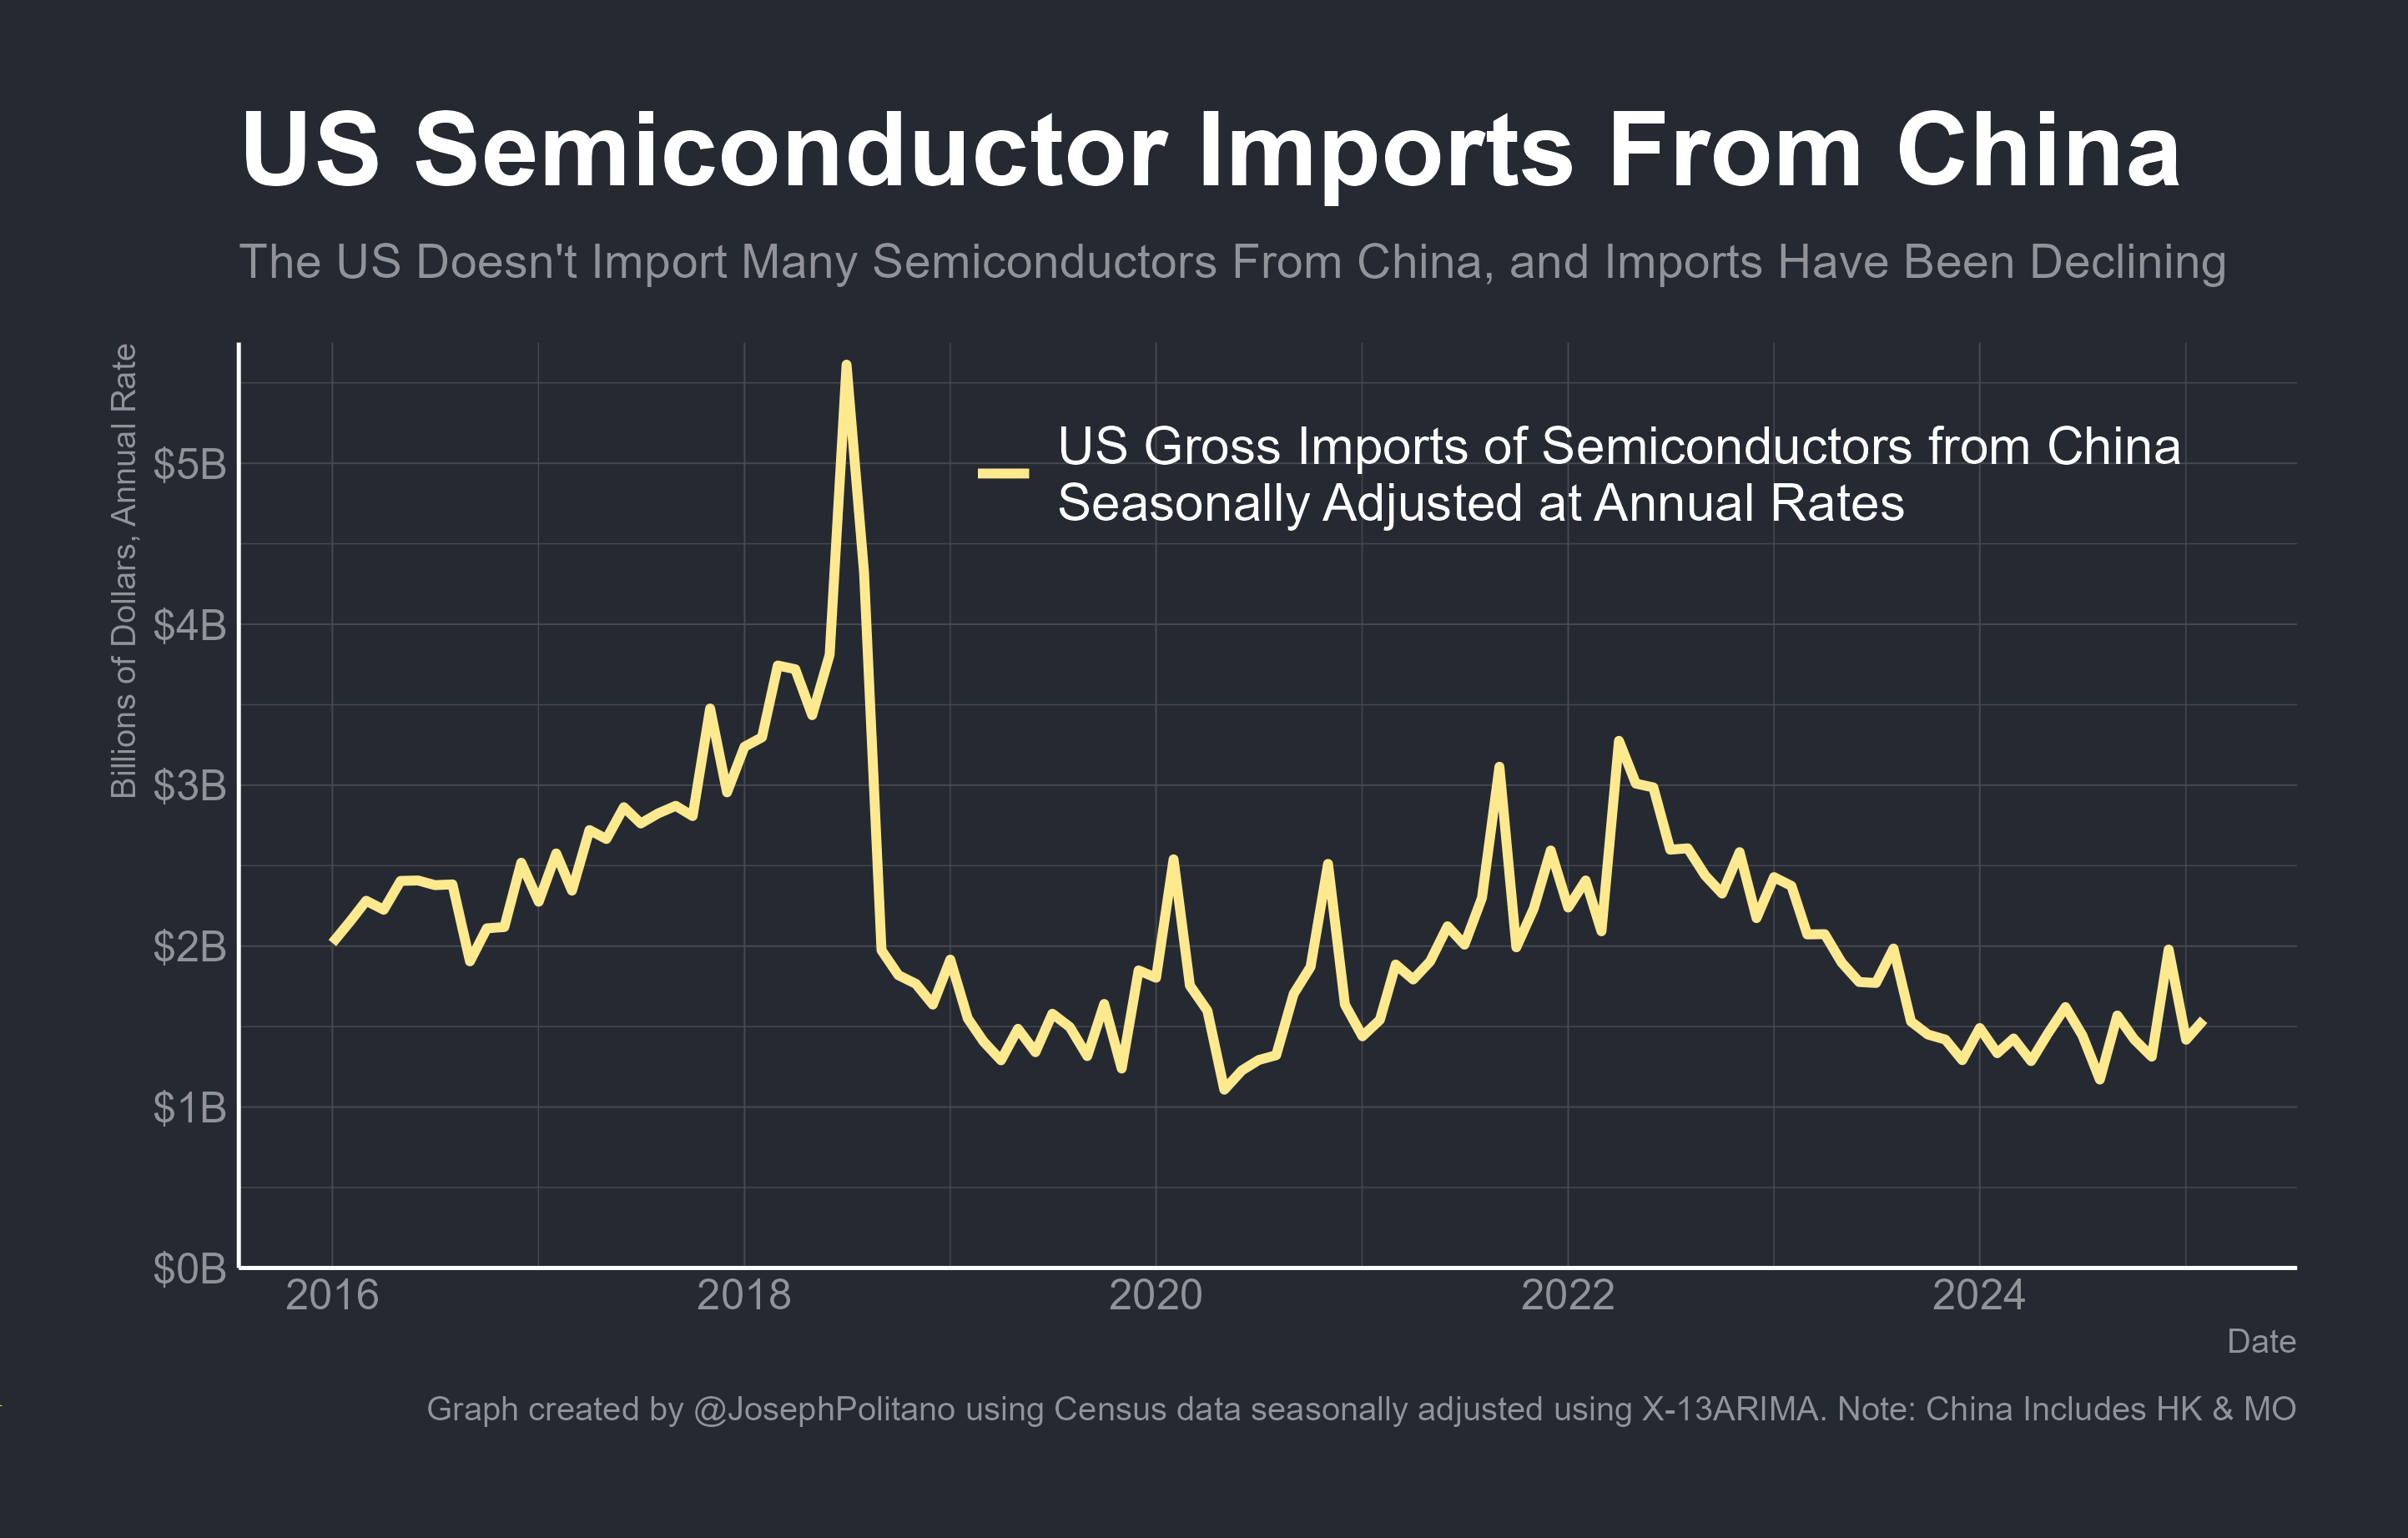 US Semiconductor Imports From China
The US Doesn't Import Many Semiconductors From China, and Imports Have Been Declining
Billions of Dollars, Annual Rate
US Gross Imports of Semiconductors from China
Seasonally Adjusted at Annual Rates
$5B
$4B
$3B
$2B
$1B
$0B
2016
2018
2020
2022
2024
Date
Graph created by @JosephPolitano using Census data seasonally adjusted using X-13ARIMA. Note: China Includes HK & MO